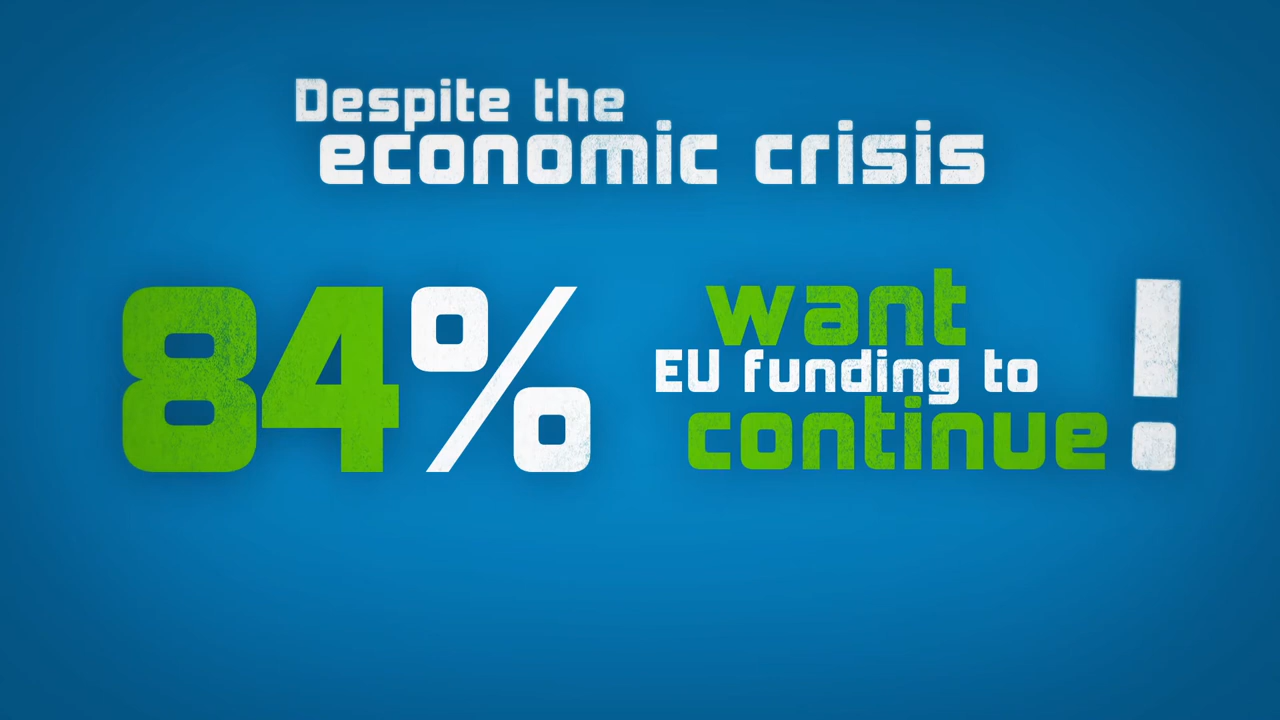 Despite the
economic crisis
84%
want
EU funding to
continue!